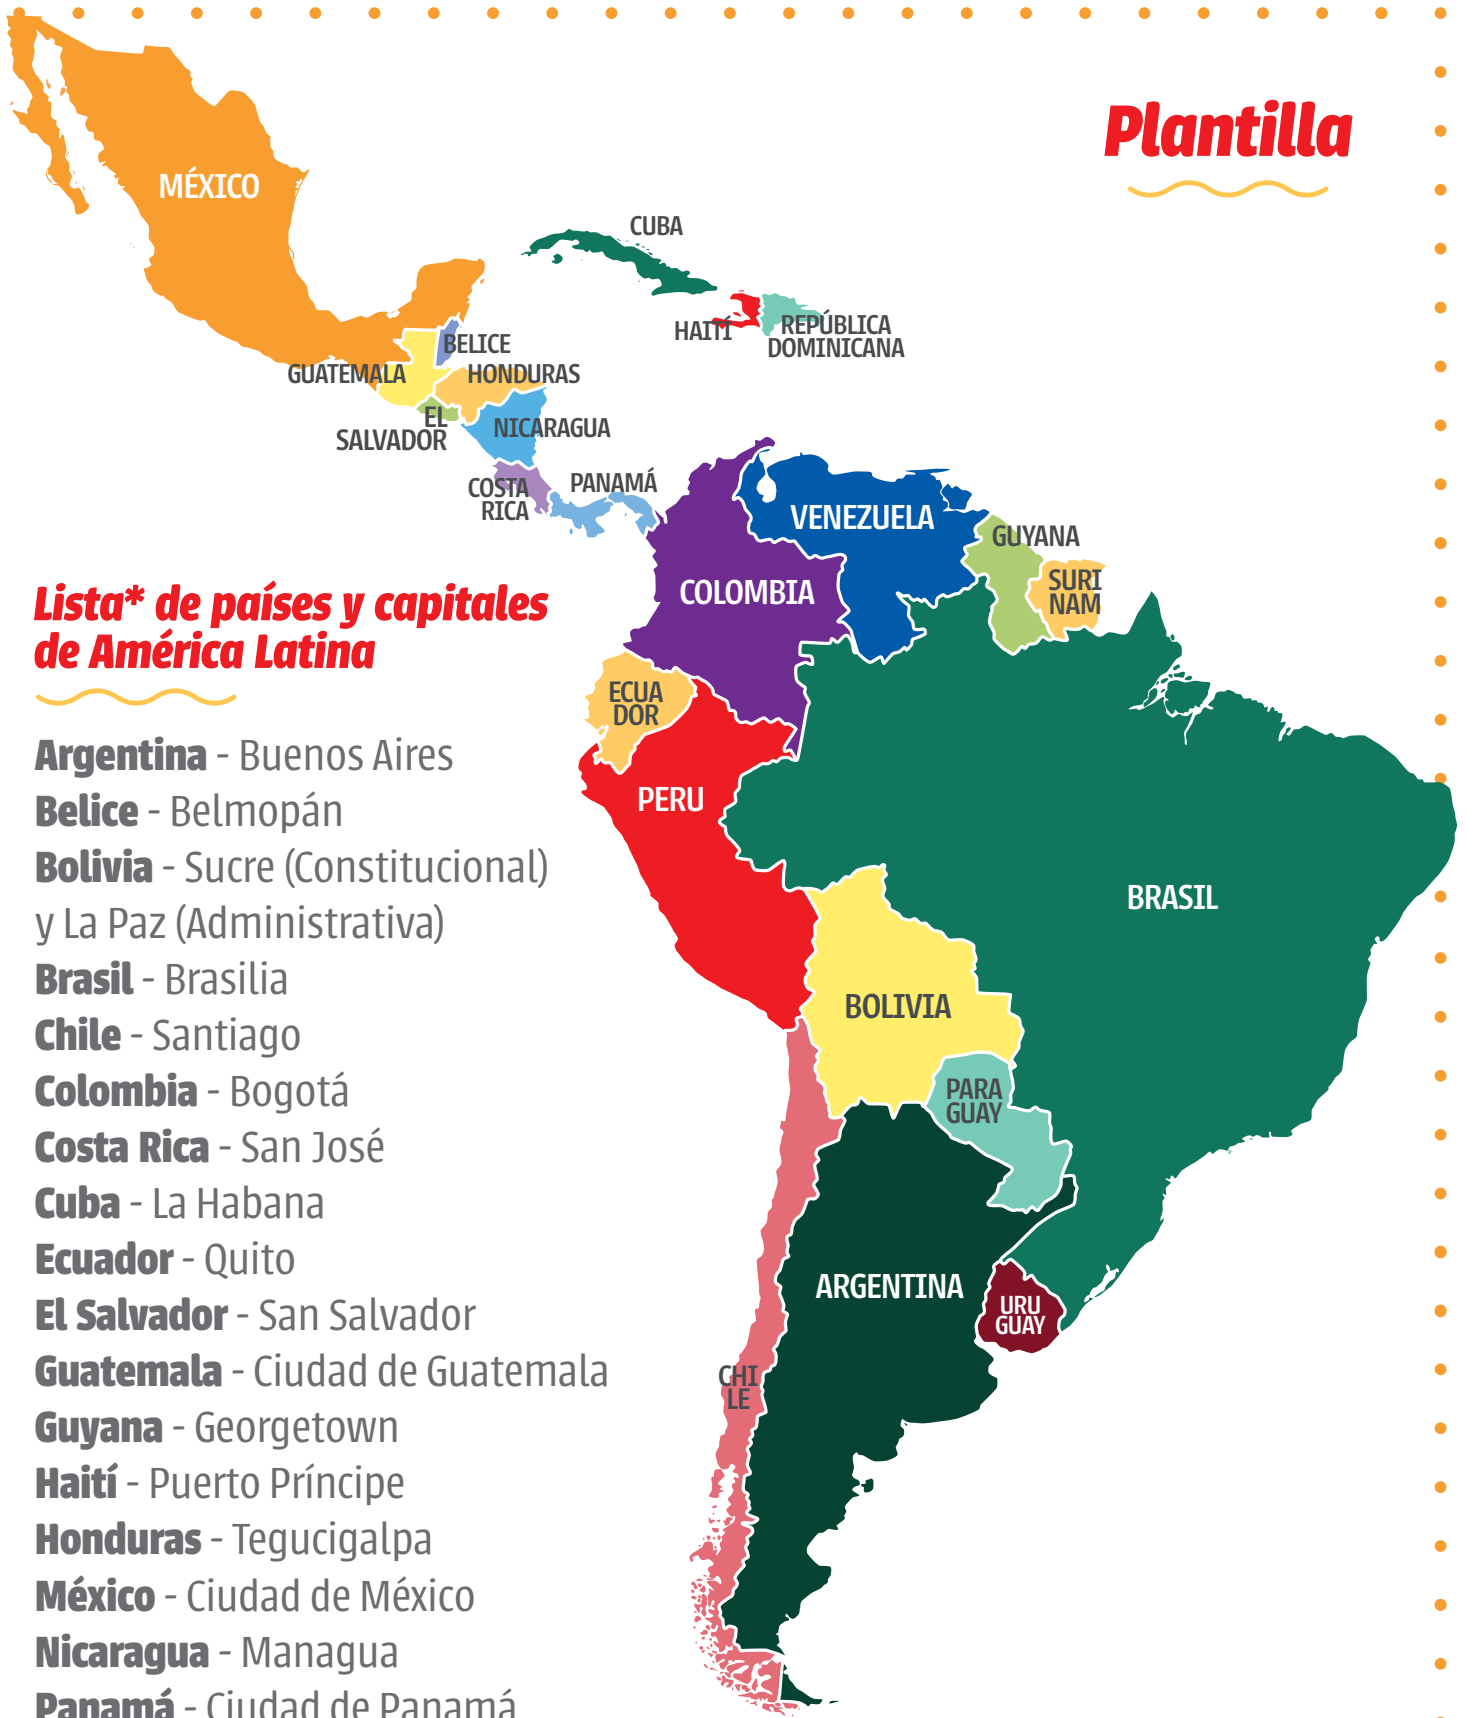 Plantilla
MÉXICO
CUBA
HAITÍ
REPÚBLICA
DOMINICANA
BELICE
GUATEMALA
HONDURAS
EL
SALVADOR
NICARAGUA
COSTA
RICA
PANAMÁ
VENEZUELA
GUYANA
SURI
NAM
COLOMBIA
ECUA
DOR
PERU
BRASIL
BOLIVIA
PARA
GUAY
ARGENTINA
URU
GUAY
CHI
LE
Lista* de países y capitales
de América Latina
Argentina - Buenos Aires
Belice - Belmopán
Bolivia - Sucre (Constitucional)
y La Paz (Administrativa)
Brasil - Brasilia
Chile - Santiago
Colombia - Bogotá
Costa Rica - San José
Cuba - La Habana
Ecuador - Quito
El Salvador - San Salvador
Guatemala - Ciudad de Guatemala
Guyana - Georgetown
Haití - Puerto Príncipe
Honduras - Tegucigalpa
México - Ciudad de México
Nicaragua - Managua
Panamá - Ciudad de Panamá